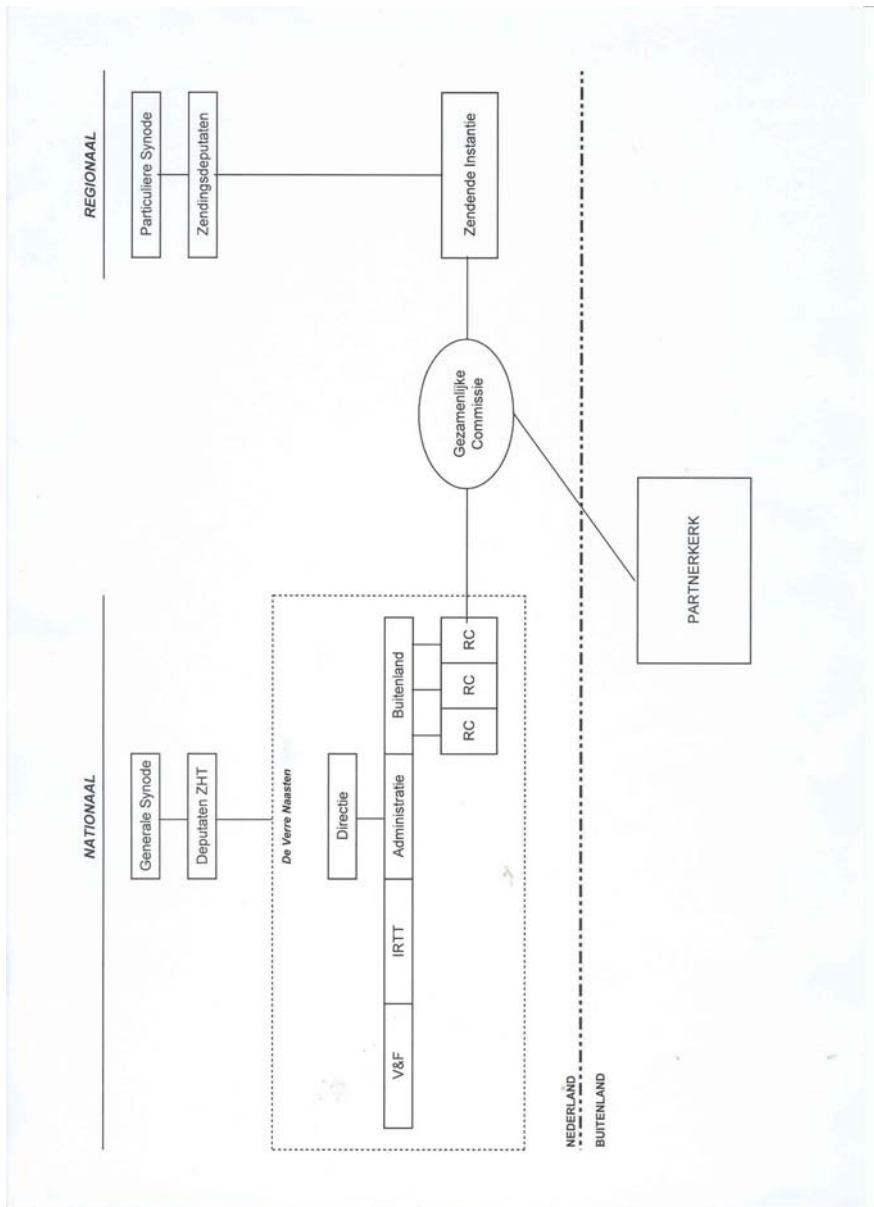 NATIONAAL
REGIONAAL
Generale Synode
Particuliere Synode
Deputaten ZHT
Zendingsdeputaten
De Verre Naasten
Directie
V&F
IRTT
Administratie
Buitenland
RC
RC
RC
Gezamenlijke
Commissie
Zendende Instantie
NEDERLAND
BUITENLAND
PARTNERKERK